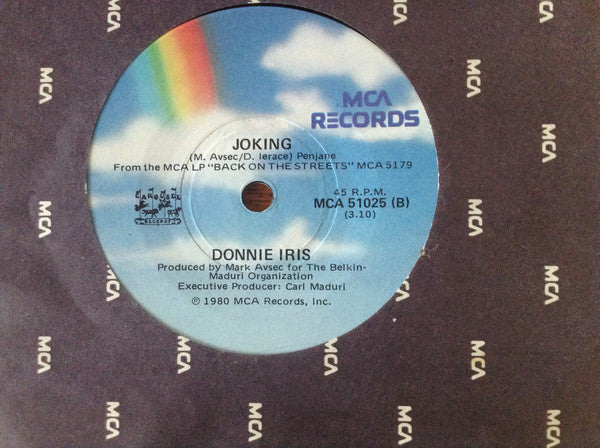 MCA
RECORDS
JOKING
(M. Avsec/D. Ierace) Penjane
From the MCA LP "BACK ON THE STREETS" MCA 5179
CAROUSEL
RECORDS
45 R.P.M.
MCA 51025 (B)
(3.10)
DONNIE IRIS
Produced by Mark Avsec for The Belkin-
Maduri Organization
Executive Producer: Carl Maduri
℗ 1980 MCA Records, Inc.
MCA
MCA
MCA
MCA
MCA
MCA
MCA
MCA
MCA
MCA
MCA
MCA
MCA